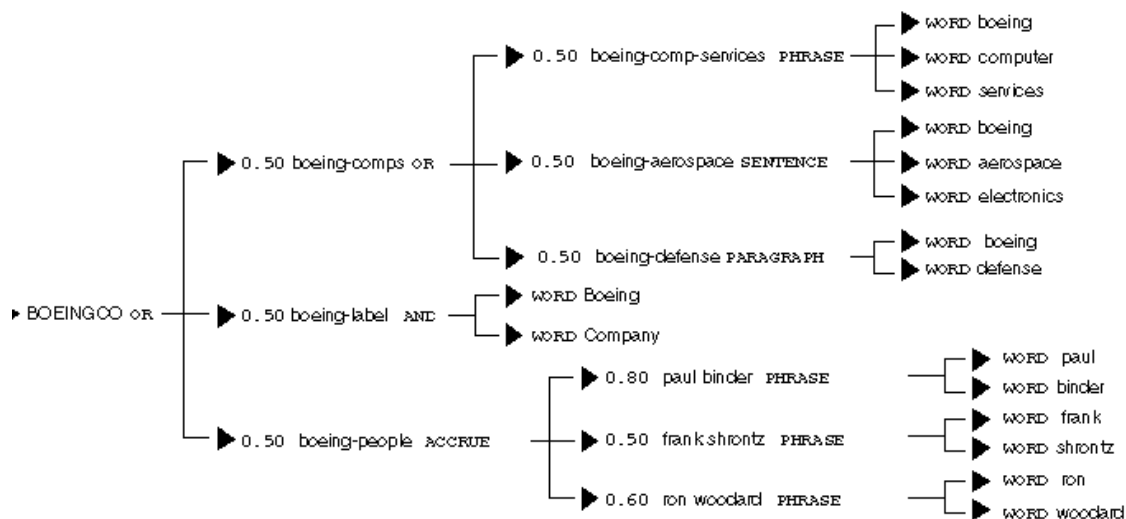 WORD boeing
0.50 boeing-comp-services PHRASE
WORD computer
WORD services
WORD boeing
0.50 boeing-comps OR
0.50 boeing-aerospace SENTENCE
WORD aerospace
WORD electronics
WORD boeing
0.50 boeing-defense PARAGRAPH
WORD defense
WORD Boeing
BOEINGCO OR
0.50 boeing-label AND
WORD Company
WORD paul
0.80 paul binder PHRASE
WORD binder
WORD frank
0.50 boeing-people ACCRUE
0.50 frank shrontz PHRASE
WORD shrontz
WORD ron
0.60 ron woodard PHRASE
WORD woodard